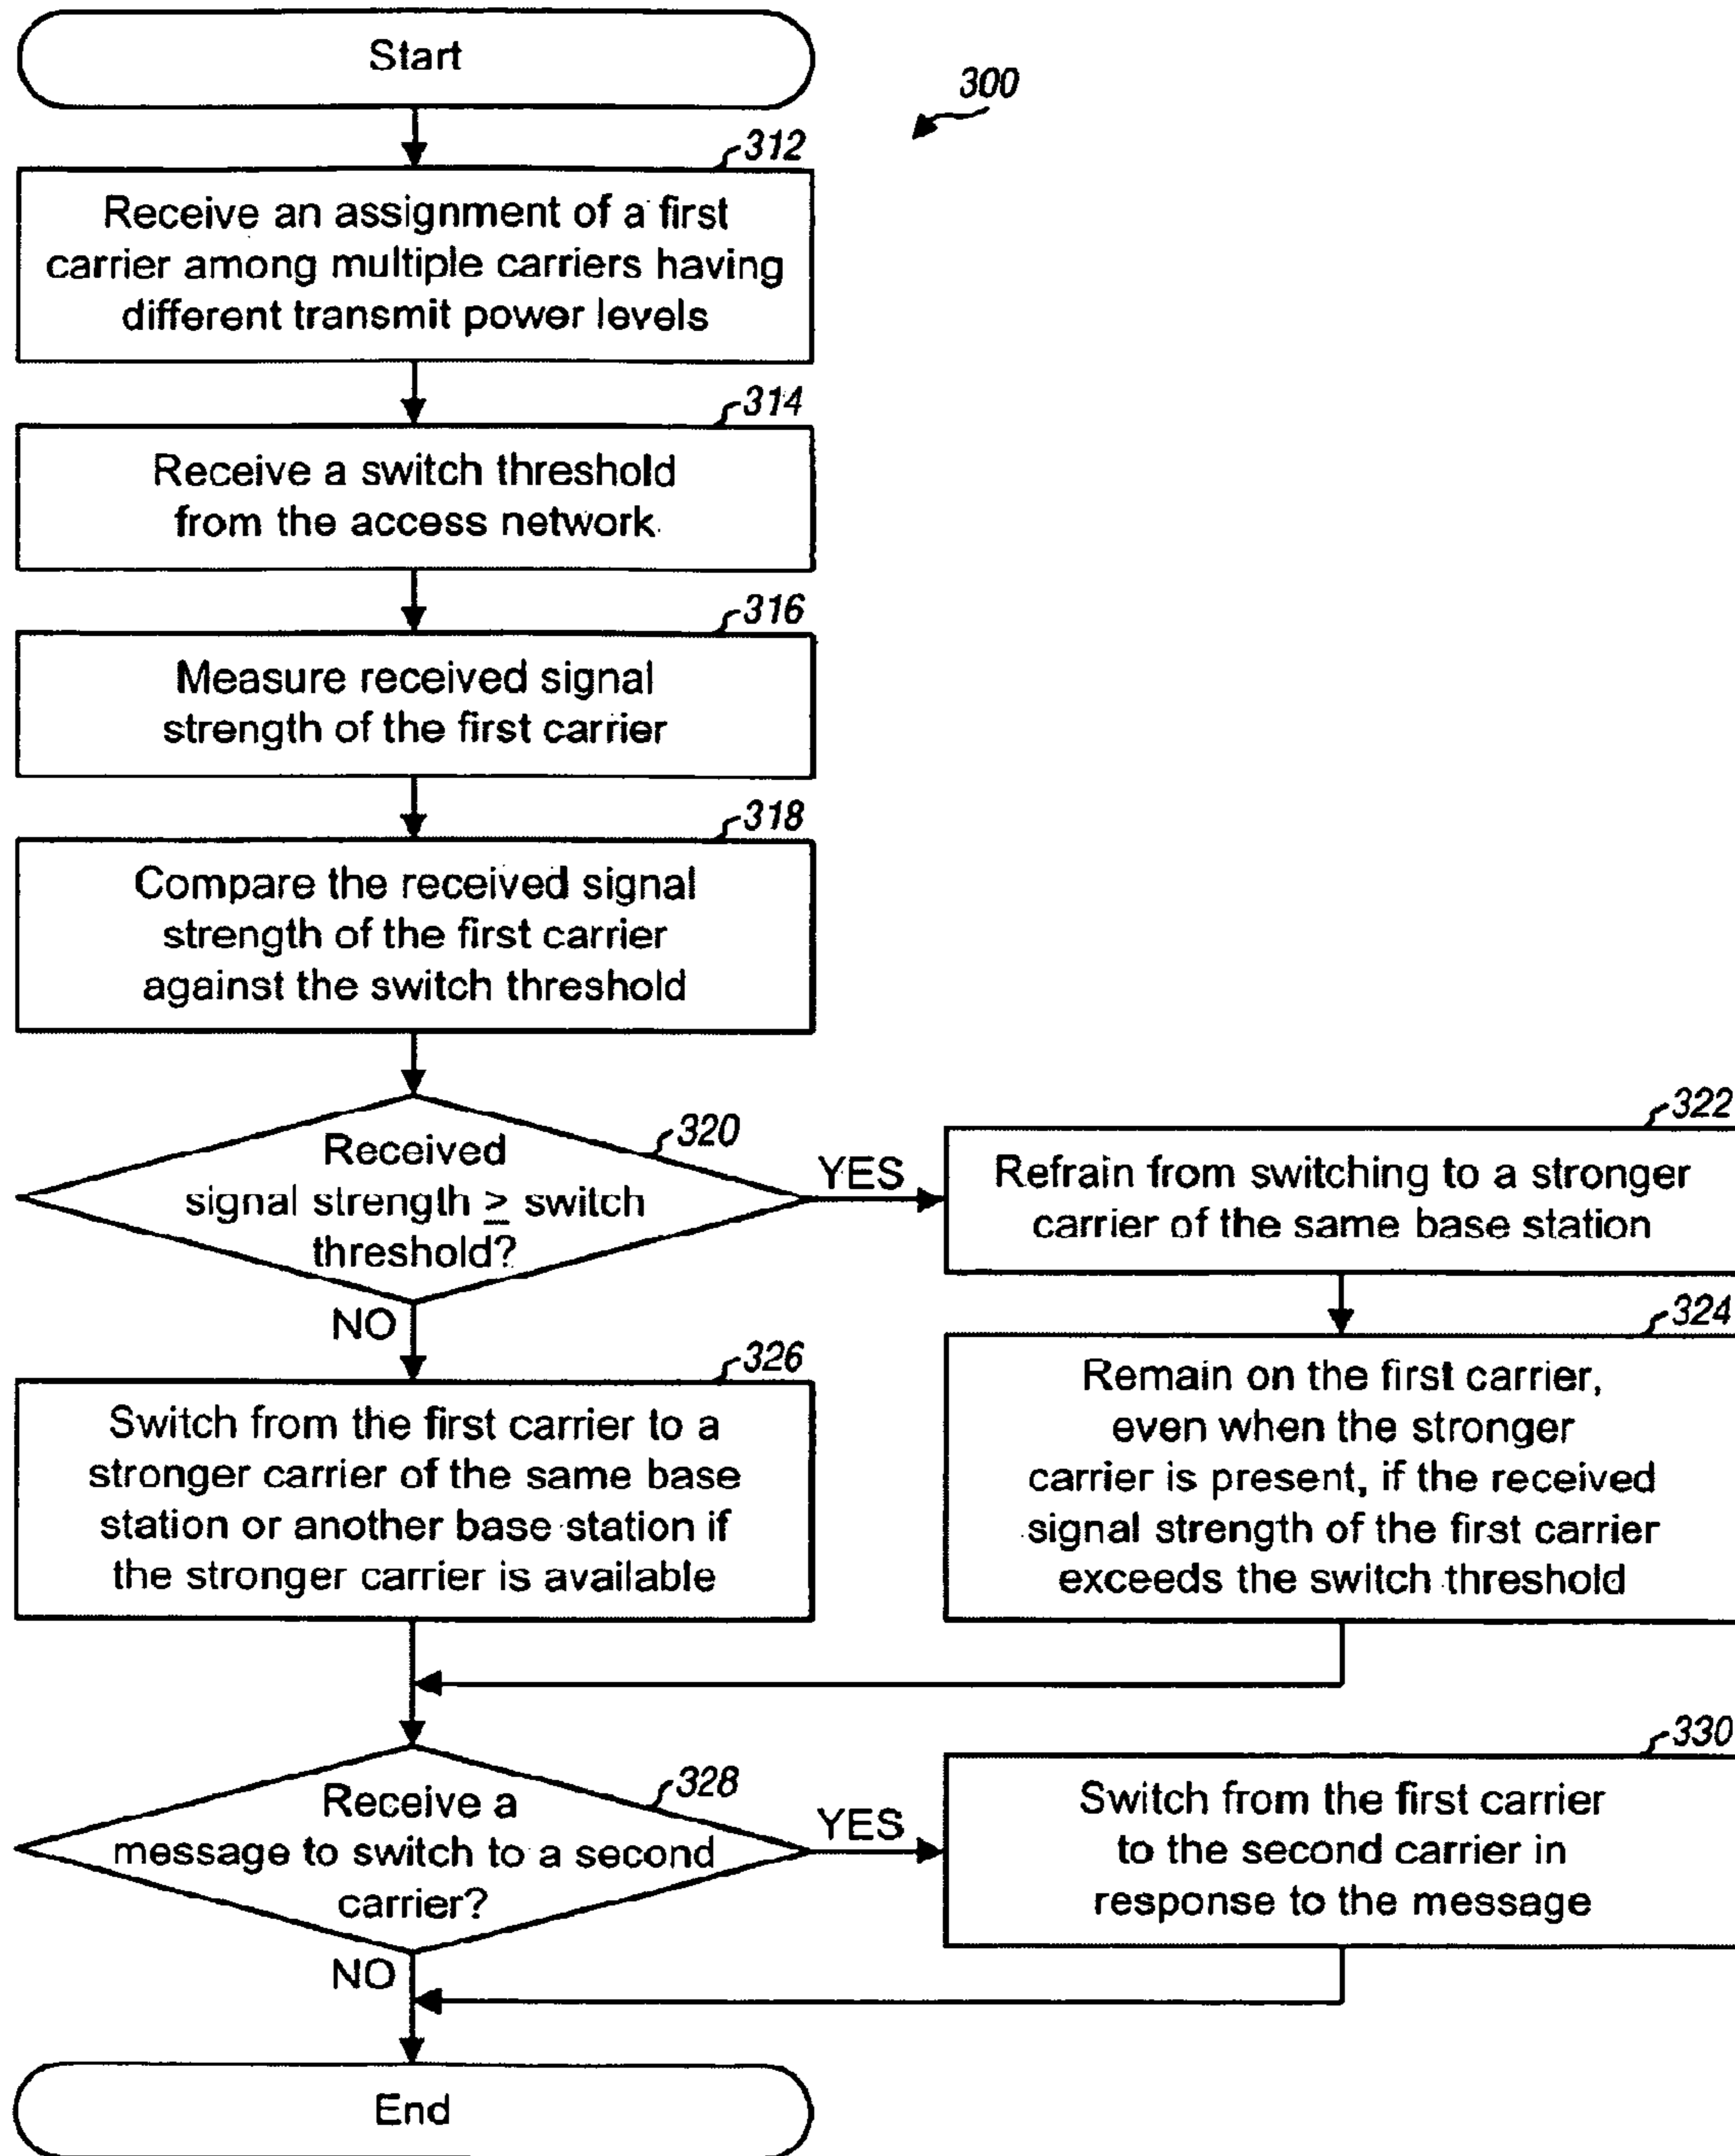 Start
300
312
Receive an assignment of a first
carrier among multiple carriers having
different transmit power levels
314
Receive a switch threshold
from the access network
316
Measure received signal
strength of the first carrier
318
Compare the received signal
strength of the first carrier
against the switch threshold
320
Received
signal strength ≥ switch
threshold?
YES
NO
322
Refrain from switching to a stronger
carrier of the same base station
324
Remain on the first carrier,
even when the stronger
carrier is present, if the received
signal strength of the first carrier
exceeds the switch threshold
326
Switch from the first carrier to a
stronger carrier of the same base
station or another base station if
the stronger carrier is available
328
Receive a
message to switch to a second
carrier?
YES
NO
330
Switch from the first carrier
to the second carrier in
response to the message
End